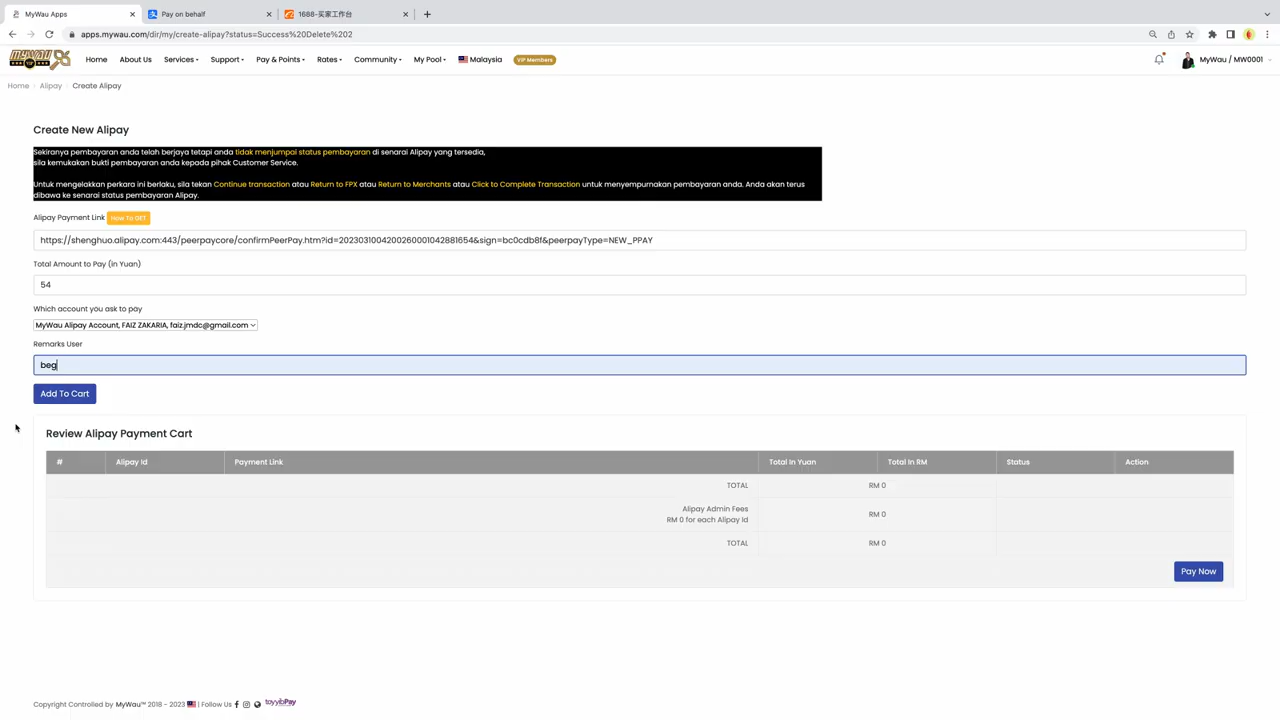 MyWau Apps
Pay on behalf
1688-买家工作台
apps.mywau.com/dir/my/create-alipay?status=Success%20Delete%202
MYWAU VIP
Home About Us Services Support Pay & Points Rates Community My Pool Malaysia VIP Members MyWau / MW0001
Home / Alipay / Create Alipay
Create New Alipay
Sekiranya pembayaran anda telah berjaya tetapi anda tidak menjumpai status pembayaran di senarai Alipay yang tersedia,
sila kemukakan bukti pembayaran anda kepada pihak Customer Service.
Untuk mengelakkan perkara ini berlaku, sila tekan Continue transaction atau Return to FPX atau Return to Merchants atau Click to Complete Transaction untuk menyempurnakan pembayaran anda. Anda akan terus
dibawa ke senarai status pembayaran Alipay.
Alipay Payment Link How To GET
https://shenghuo.alipay.com:443/peerpaycore/confirmPeerPay.htm?id=20230310042002600010428816​54&sign=bc0cdb8f&peerpayType=NEW_PPAY
Total Amount to Pay (in Yuan)
54
Which account you ask to pay
MyWau Alipay Account, FAIZ ZAKARIA, faiz.jmdc@gmail.com
Remarks User
beg
Add To Cart
Review Alipay Payment Cart
# Alipay Id Payment Link Total In Yuan Total In RM Status Action
TOTAL RM 0
Alipay Admin Fees
RM 0 for each Alipay Id RM 0
TOTAL RM 0
Pay Now
Copyright Controlled by MyWau™ 2018 - 2023 | Follow Us toyyibPay